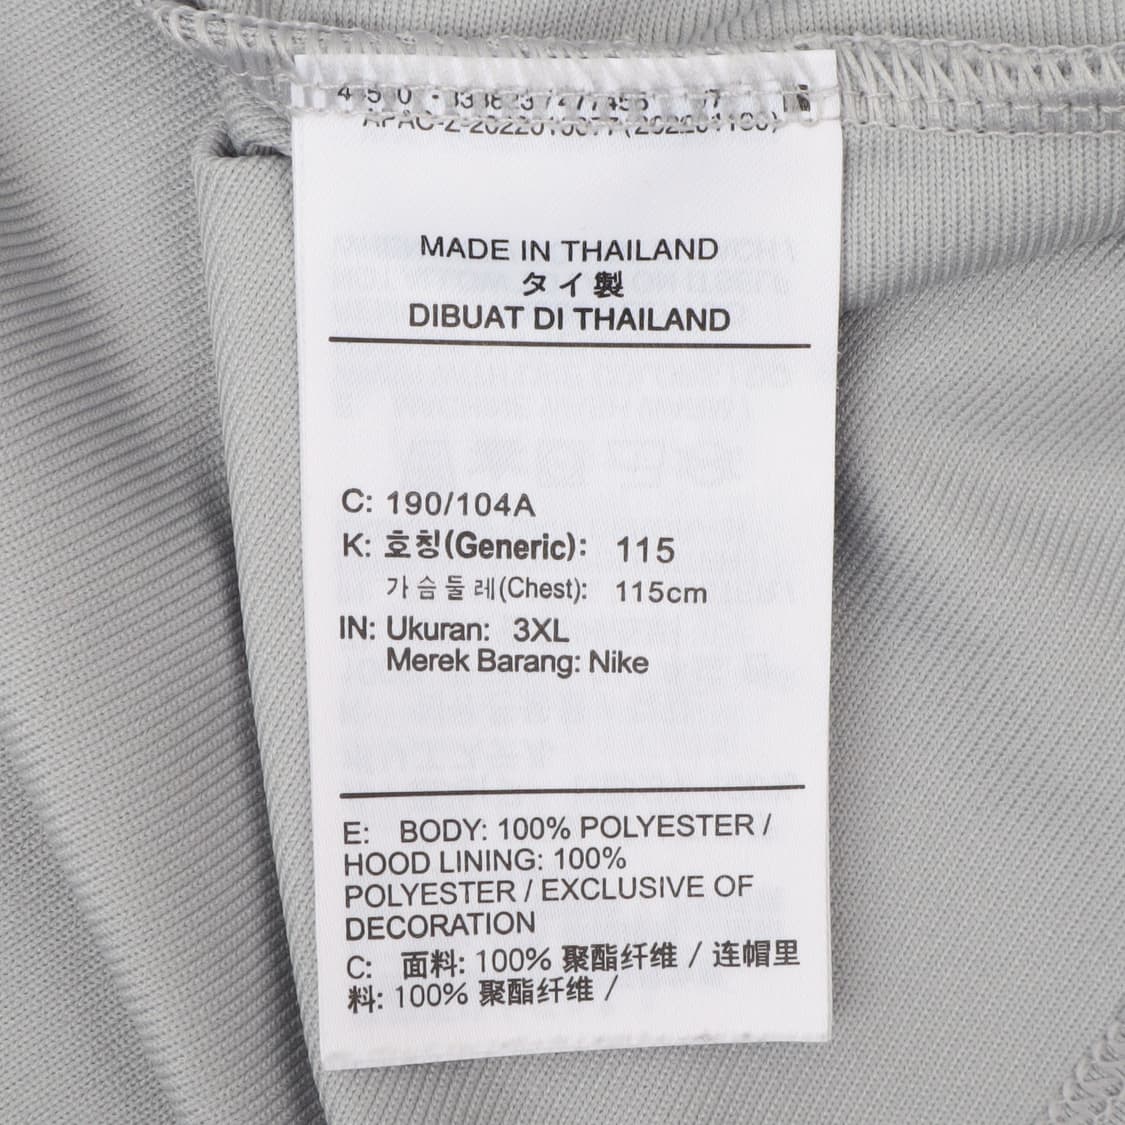 MADE IN THAILAND
タイ製
DIBUAT DI THAILAND
C: 190/104A
K: 호칭(Generic): 115
가슴둘레(Chest): 115cm
IN: Ukuran: 3XL
Merek Barang: Nike
E: BODY: 100% POLYESTER /
HOOD LINING: 100%
POLYESTER / EXCLUSIVE OF
DECORATION
C: 面料: 100% 聚酯纤维 / 连帽里
料: 100% 聚酯纤维 /